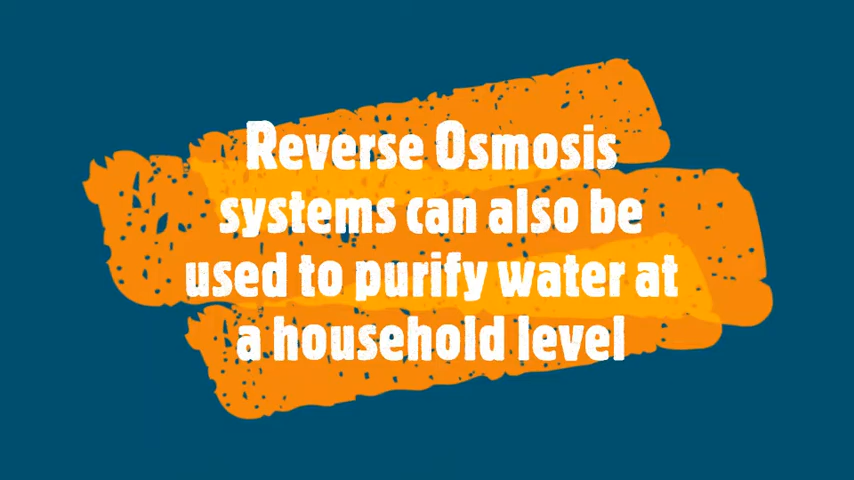 Reverse Osmosis
systems can also be
used to purify water at
a household level